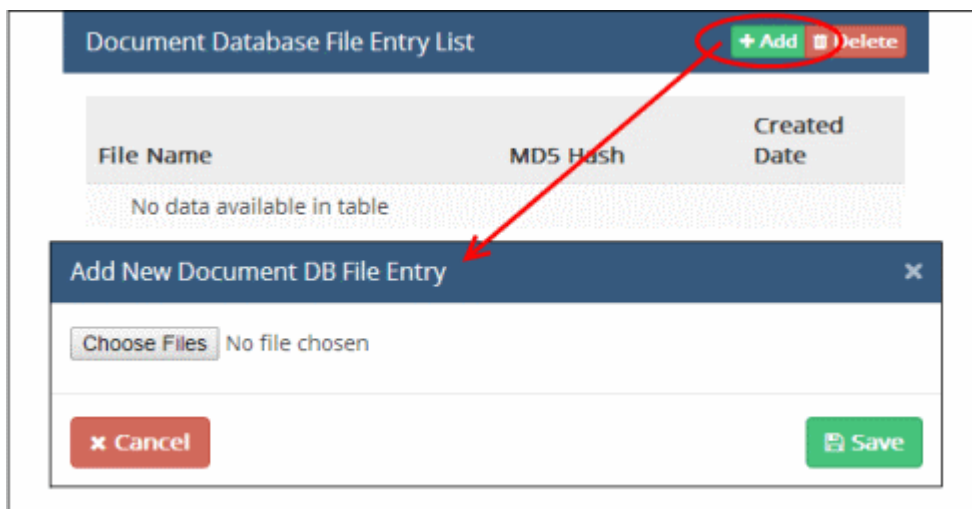 Document Database File Entry List
Add Delete
File Name MD5 Hash Created Date
No data available in table
Add New Document DB File Entry ×
Choose Files No file chosen
Cancel Save